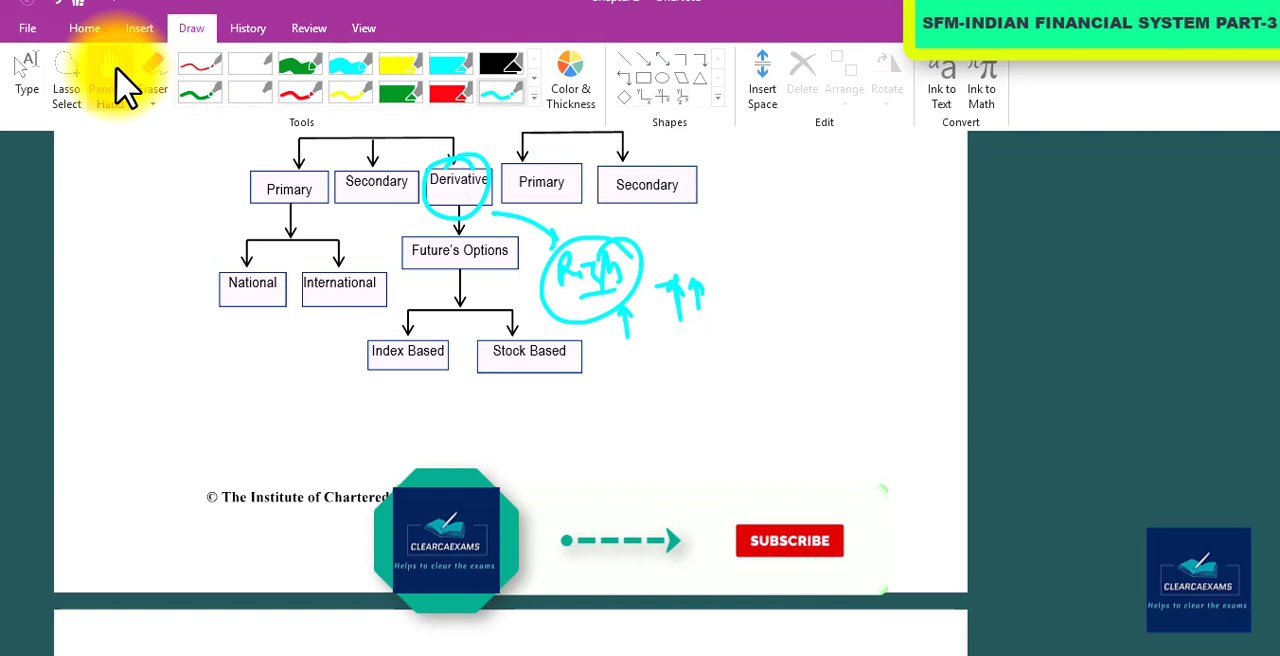 SFM-INDIAN FINANCIAL SYSTEM PART-3
File Home Insert Draw History Review View
Type
Lasso Select
Hand
Eraser
Color & Thickness
Insert Space
Delete
Arrange
Rotate
Ink to Text
Ink to Math
Tools
Shapes
Edit
Convert
Primary
Secondary
Derivative
Primary
Secondary
Future's Options
National
International
Index Based
Stock Based
© The Institute of Chartered
CLEARCAEXAMS
Helps to clear the exams
SUBSCRIBE
CLEARCAEXAMS
Helps to clear the exams